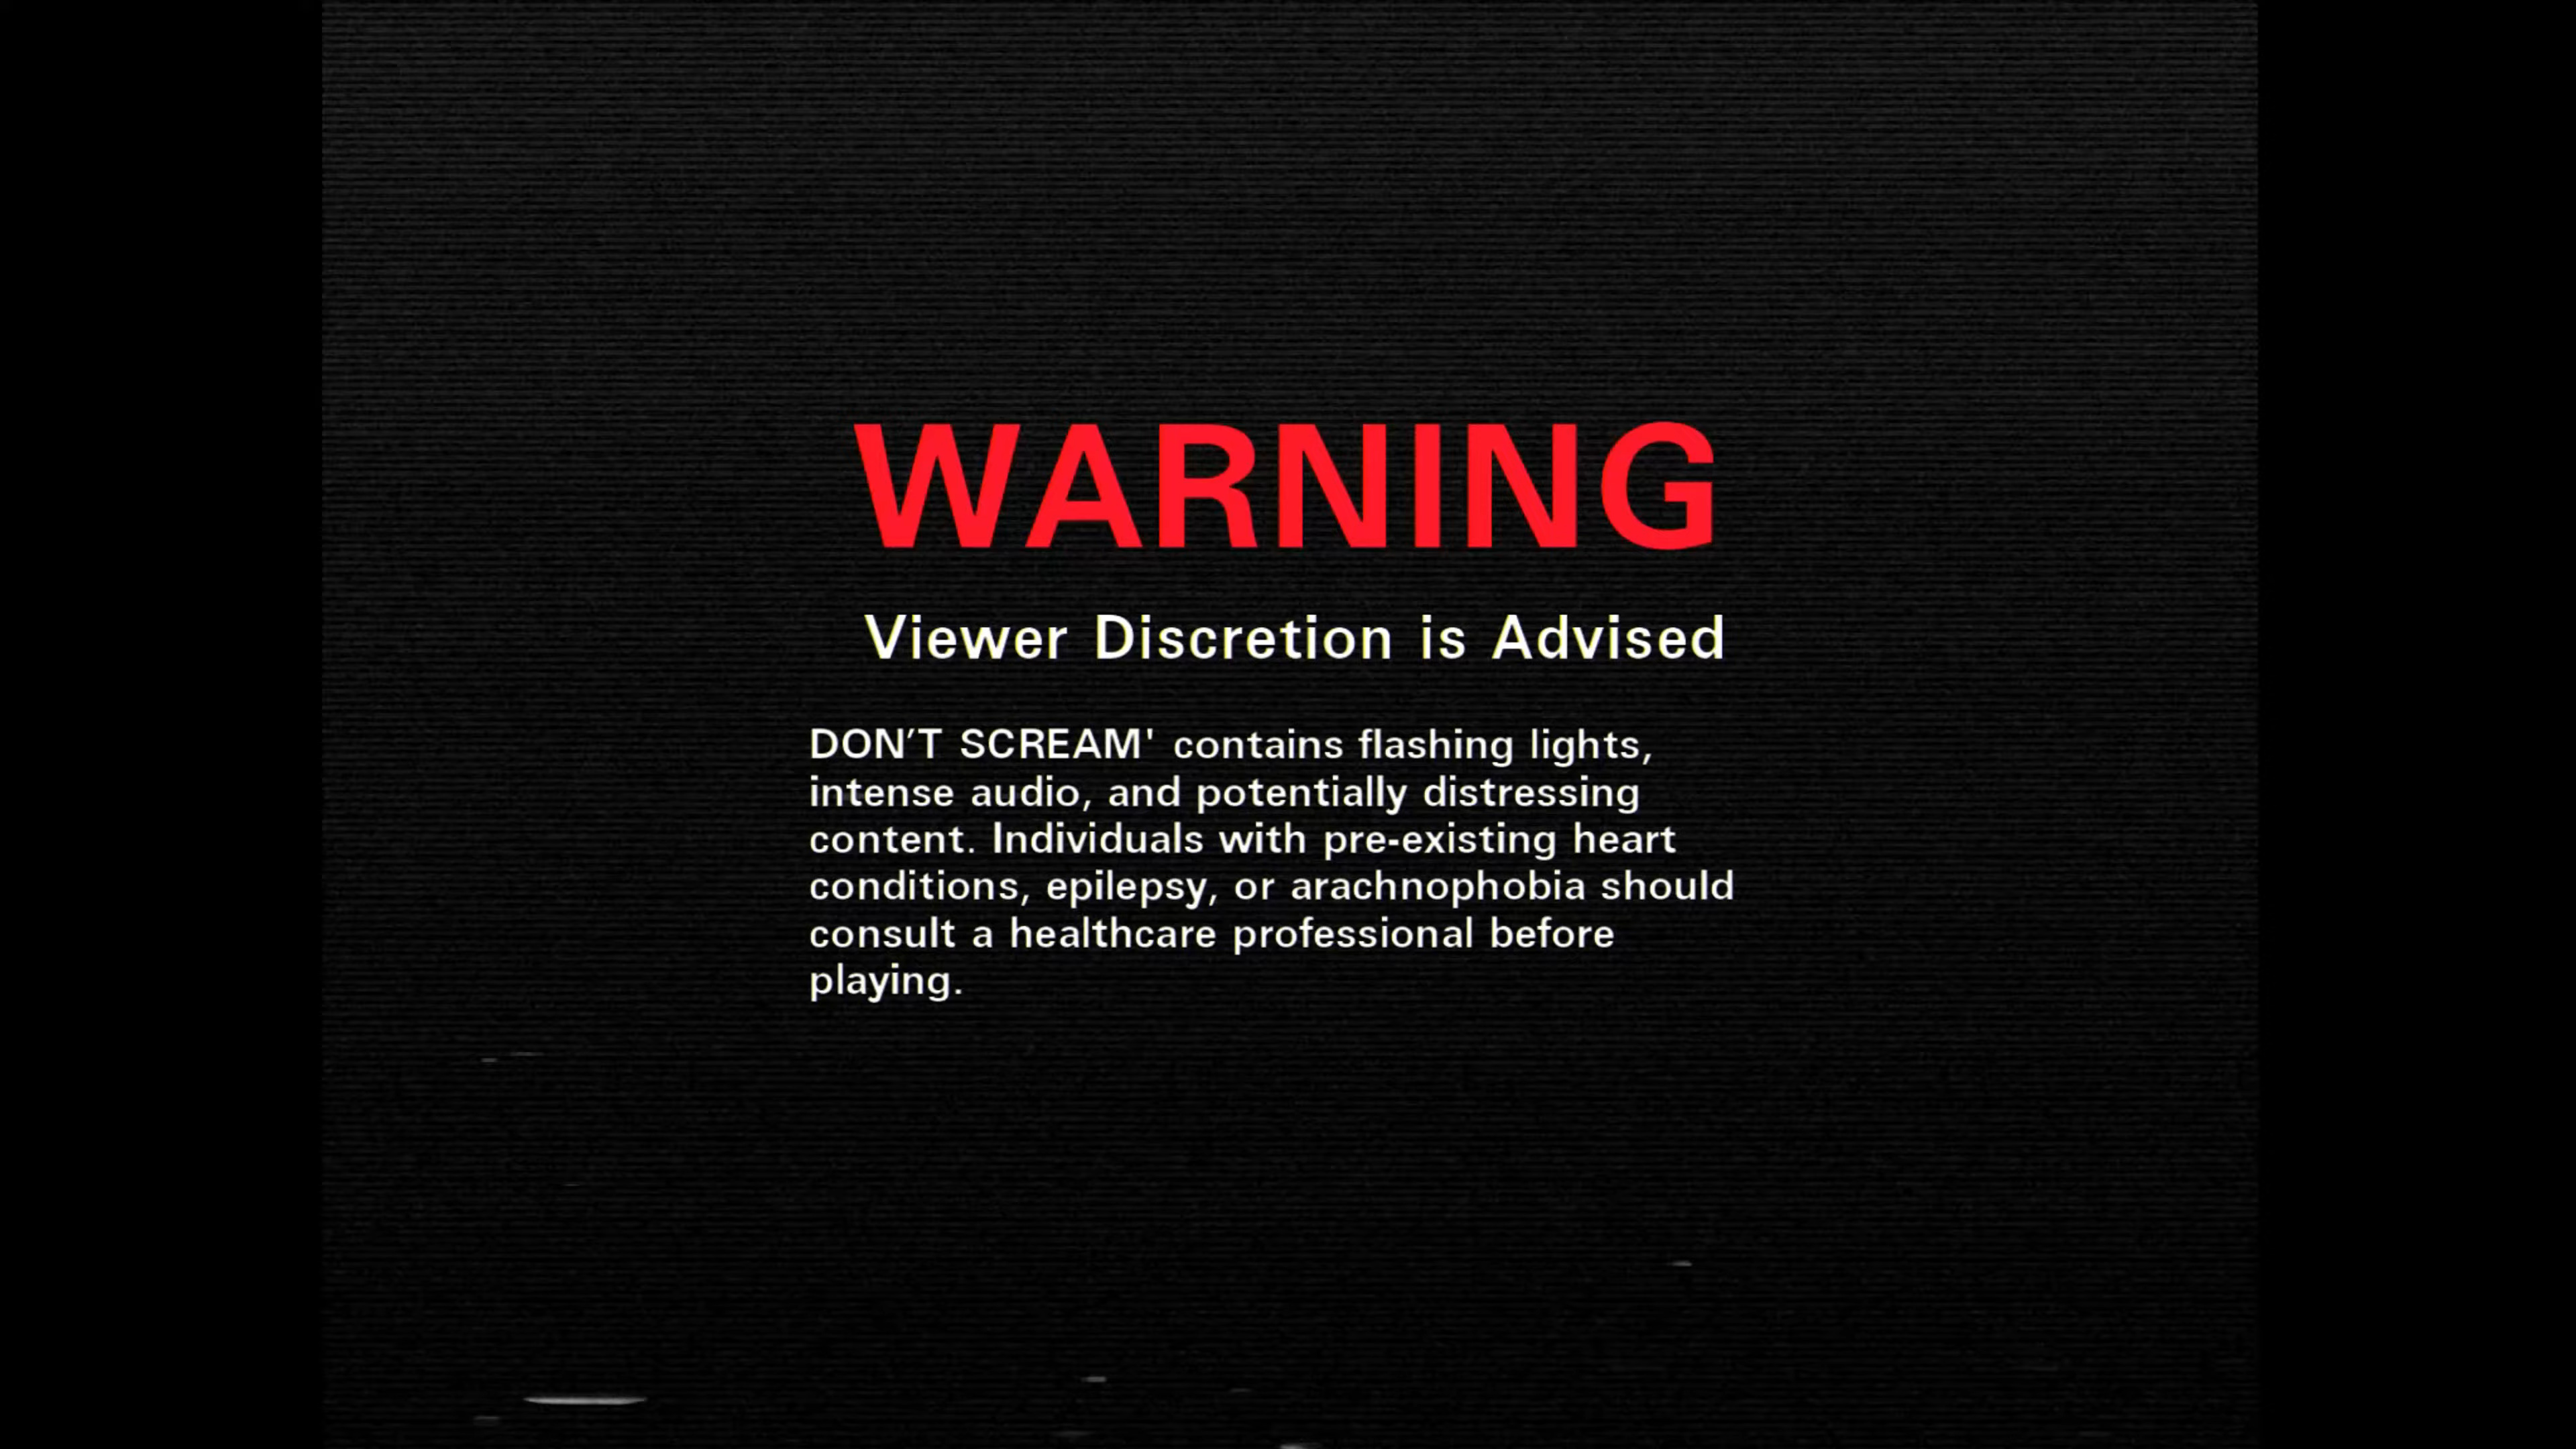 WARNING
Viewer Discretion is Advised
DON’T SCREAM' contains flashing lights,
intense audio, and potentially distressing
content. Individuals with pre-existing heart
conditions, epilepsy, or arachnophobia should
consult a healthcare professional before
playing.